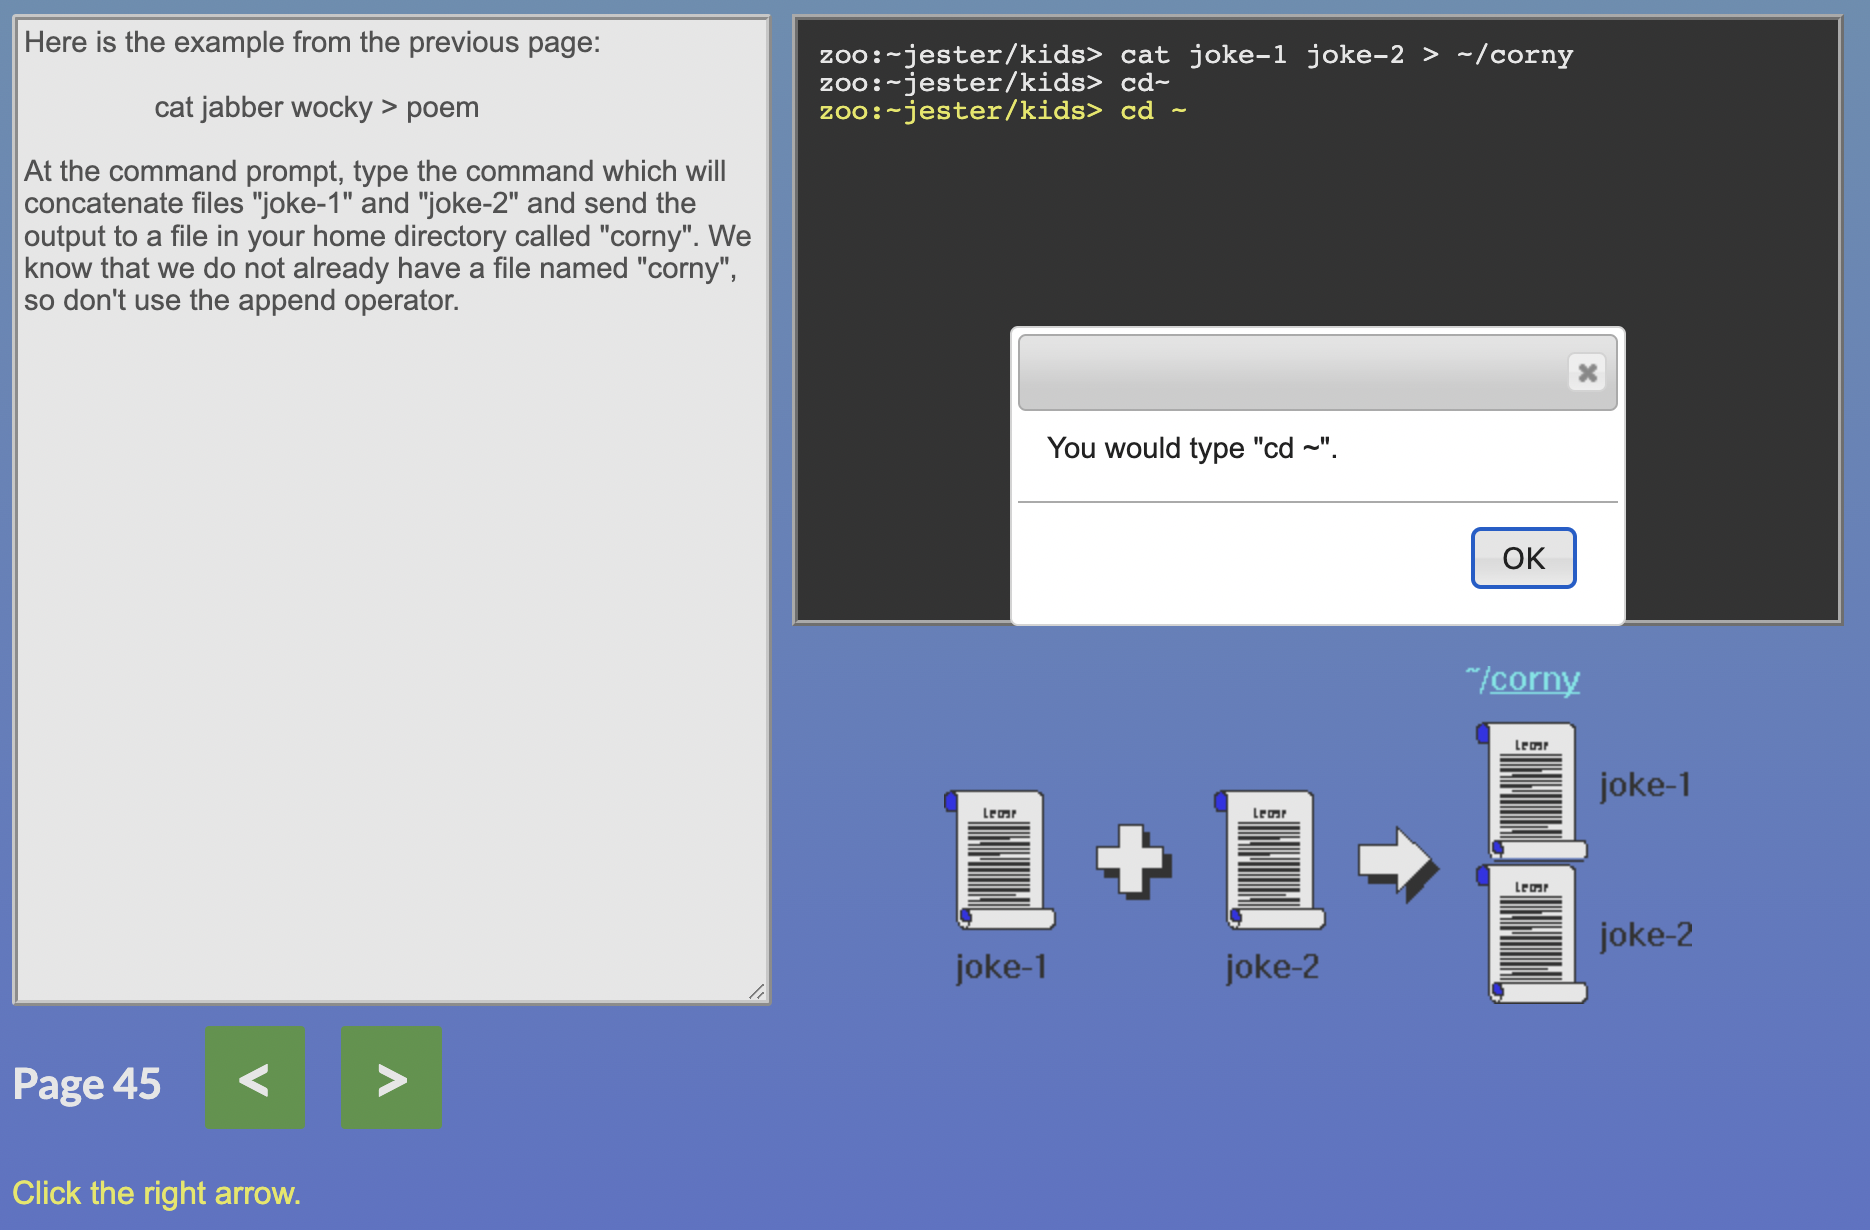 Here is the example from the previous page:
cat jabber wocky > poem
At the command prompt, type the command which will
concatenate files "joke-1" and "joke-2" and send the
output to a file in your home directory called "corny". We
know that we do not already have a file named "corny",
so don't use the append operator.
zoo:~jester/kids> cat joke-1 joke-2 > ~/corny
zoo:~jester/kids> cd~
zoo:~jester/kids> cd ~
You would type "cd ~".
OK
~/corny
joke-1
joke-2
joke-1
joke-2
Page 45
<
>
Click the right arrow.